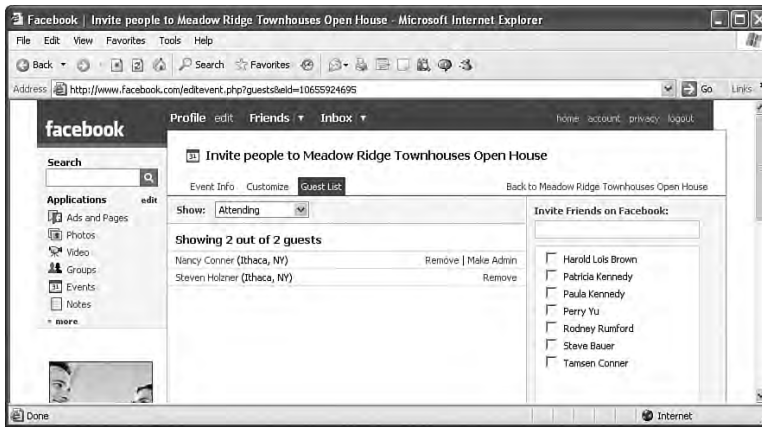 Facebook | Invite people to Meadow Ridge Townhouses Open House - Microsoft Internet Explorer
File Edit View Favorites Tools Help
Back Search Favorites
Address http://www.facebook.com/editevent.php?guests&eid=10655924695 Go Links
facebook Profile edit Friends Inbox home account privacy logout
Search
31 Invite people to Meadow Ridge Townhouses Open House
Event Info Customize Guest List Back to Meadow Ridge Townhouses Open House
Applications edit
Ads and Pages
Photos
Video
Groups
31 Events
Notes
more
Show: Attending
Showing 2 out of 2 guests
Nancy Conner (Ithaca, NY) Remove | Make Admin
Steven Holzner (Ithaca, NY) Remove
Invite Friends on Facebook:
Harold Lois Brown
Patricia Kennedy
Paula Kennedy
Perry Yu
Rodney Rumford
Steve Bauer
Tamsen Conner
Done Internet